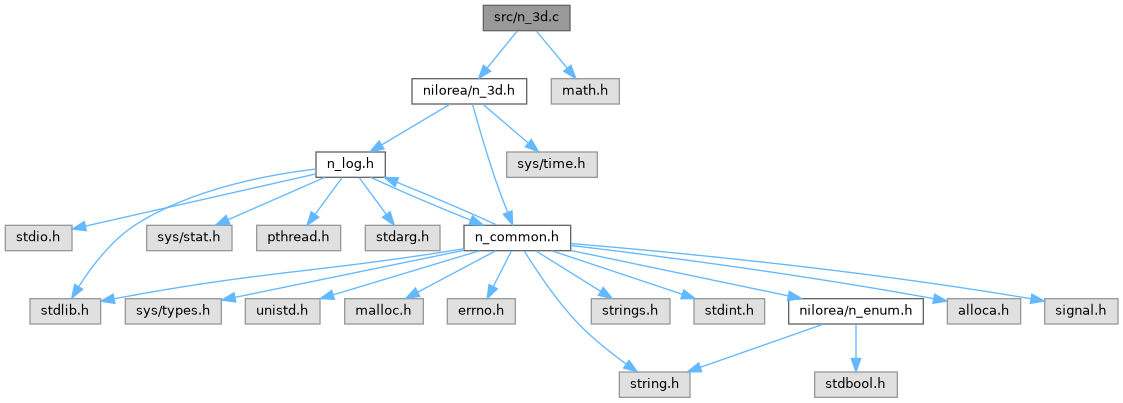 src/n_3d.c
nilorea/n_3d.h
math.h
n_log.h
sys/time.h
stdio.h
sys/stat.h
pthread.h
stdarg.h
n_common.h
stdlib.h
sys/types.h
unistd.h
malloc.h
errno.h
strings.h
stdint.h
nilorea/n_enum.h
alloca.h
signal.h
string.h
stdbool.h